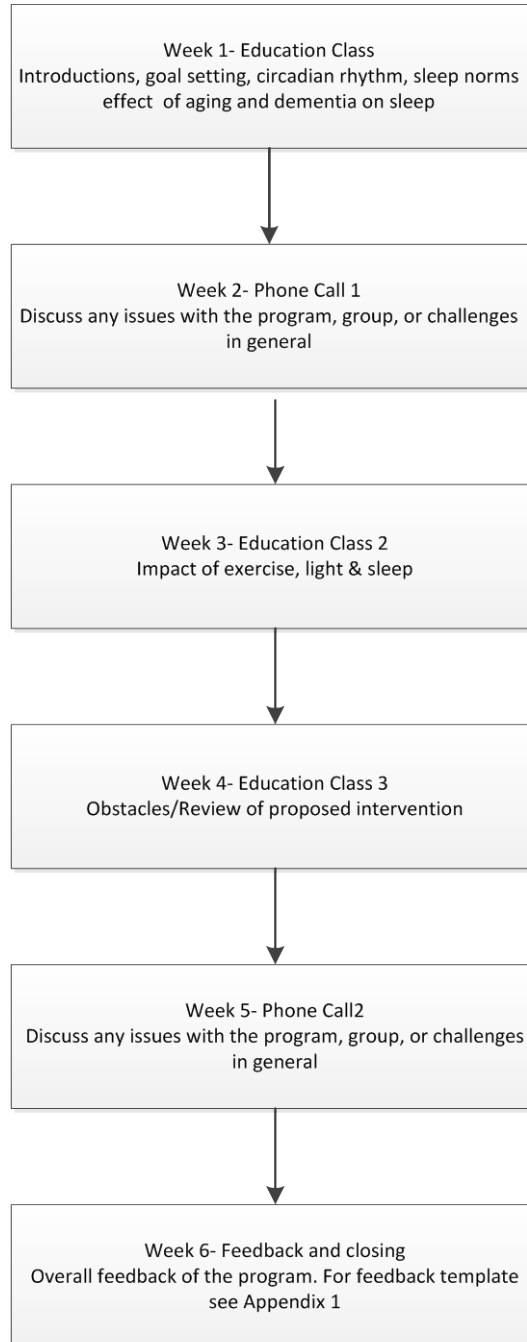 Week 1- Education Class
Introductions, goal setting, circadian rhythm, sleep norms
effect of aging and dementia on sleep
Week 2- Phone Call 1
Discuss any issues with the program, group, or challenges
in general
Week 3- Education Class 2
Impact of exercise, light & sleep
Week 4- Education Class 3
Obstacles/Review of proposed intervention
Week 5- Phone Call2
Discuss any issues with the program, group, or challenges
in general
Week 6- Feedback and closing
Overall feedback of the program. For feedback template
see Appendix 1